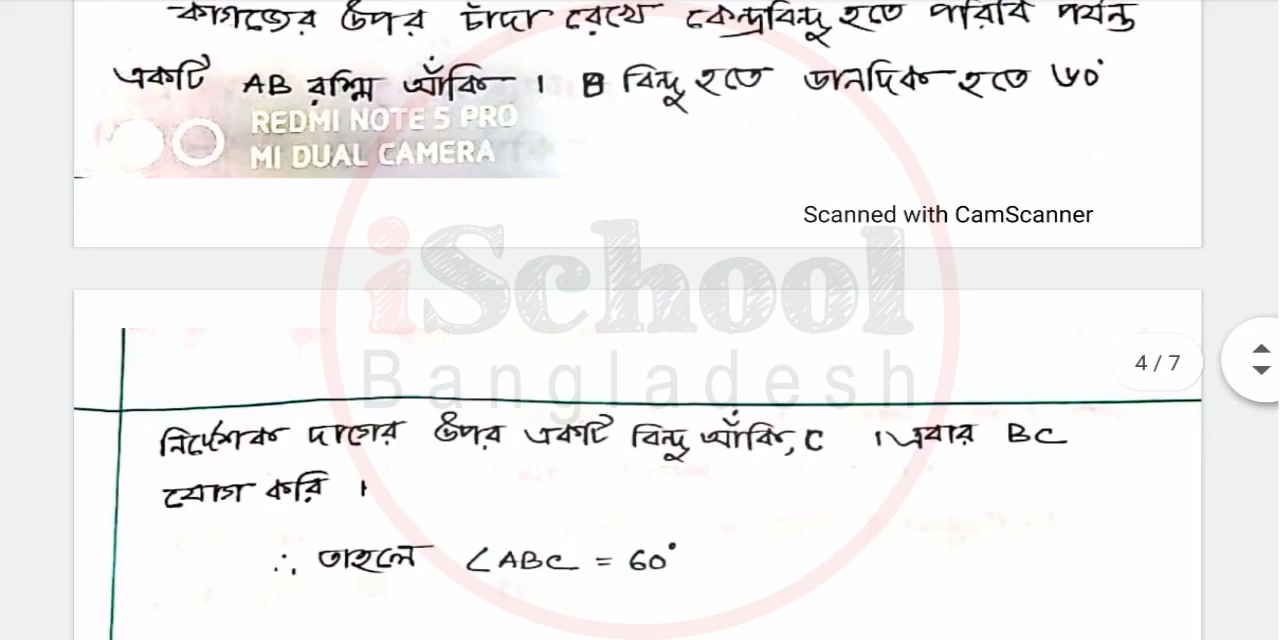 কাগজের উপর চাঁদা রেখে কেন্দ্রবিন্দু হতে পরিধি পর্যন্ত
একটি AB রশ্মি আঁকি । B বিন্দু হতে ডানদিক হতে ৬০°
REDMI NOTE 5 PRO
MI DUAL CAMERA
Scanned with CamScanner
iSchool
Bangladesh
4 / 7
নির্দেশক দাগের উপর একটি বিন্দু আঁকি, C । এবার BC
যোগ করি ।
∴ তাহলে ∠ABC = 60°